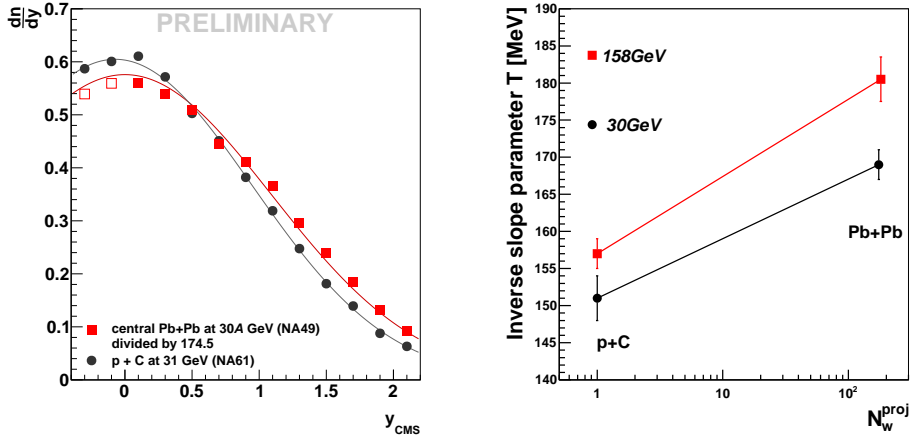 dn
dy
PRELIMINARY
0.7
0.6
0.5
0.4
0.3
0.2
0.1
0
central Pb+Pb at 30A GeV (NA49)
divided by 174.5
p + C at 31 GeV (NA61)
0 0.5 1 1.5 2
y_CMS
Inverse slope parameter T [MeV]
190
185
180
175
170
165
160
155
150
145
140
158GeV
30GeV
Pb+Pb
p+C
1 10 10²
N_w^proj